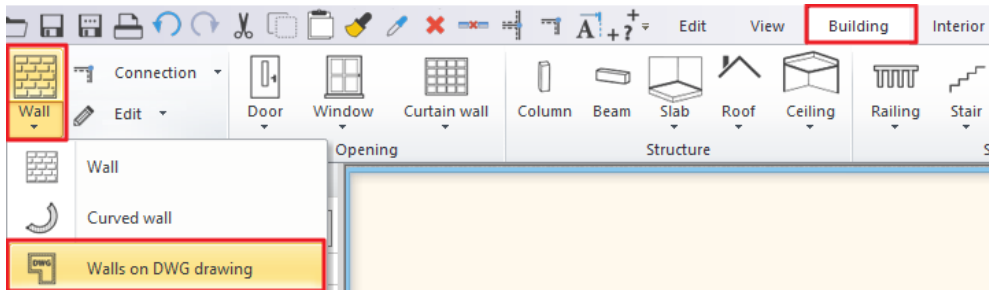 Edit View Building Interior
Connection
Wall Edit Door Window Curtain wall Column Beam Slab Roof Ceiling Railing Stair
Opening Structure S
Wall
Curved wall
DWG
Walls on DWG drawing